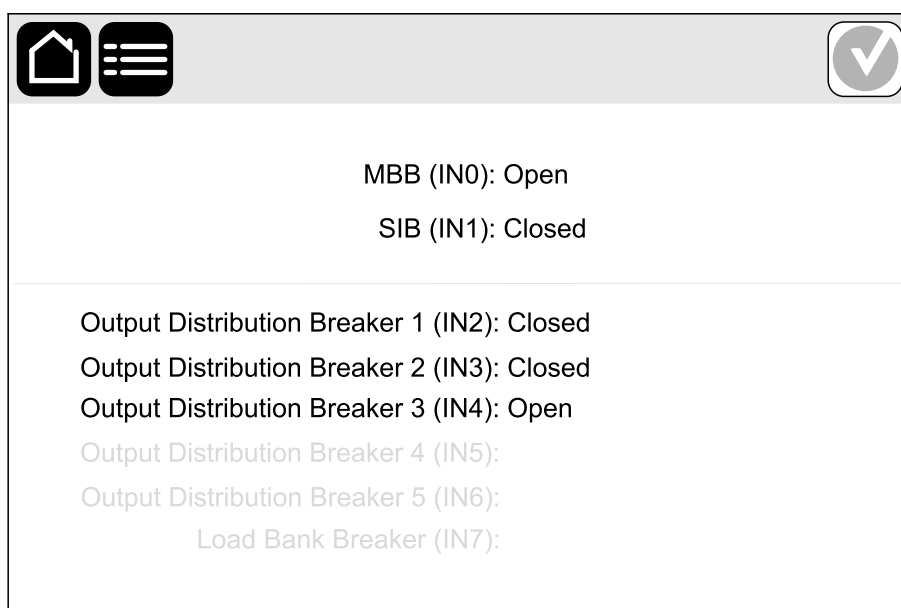 MBB (IN0): Open
SIB (IN1): Closed
Output Distribution Breaker 1 (IN2): Closed
Output Distribution Breaker 2 (IN3): Closed
Output Distribution Breaker 3 (IN4): Open
Output Distribution Breaker 4 (IN5):
Output Distribution Breaker 5 (IN6):
Load Bank Breaker (IN7):